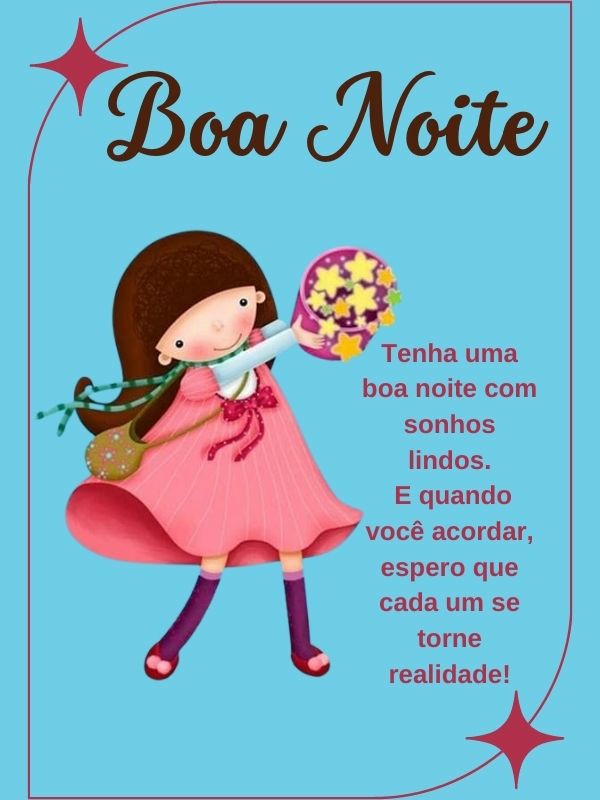 Boa Noite
Tenha uma
boa noite com
sonhos
lindos.
E quando
você acordar,
espero que
cada um se
torne
realidade!